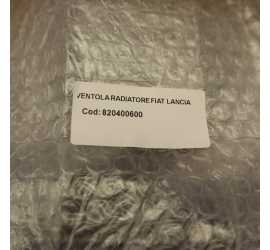 VENTOLA RADIATORE FIAT LANCIA
Cod: 820400600